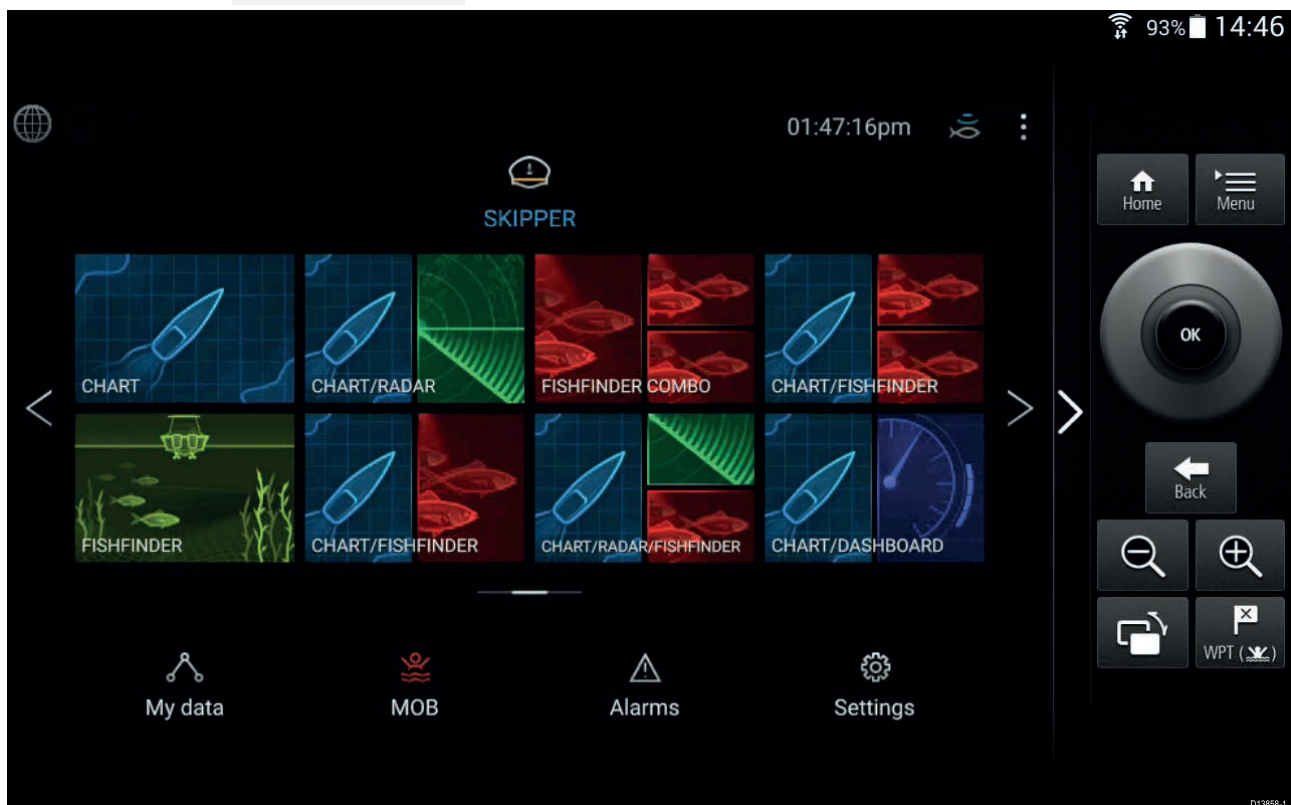 93% 14:46
01:47:16pm
SKIPPER
CHART
CHART/RADAR
FISHFINDER COMBO
CHART/FISHFINDER
FISHFINDER
CHART/FISHFINDER
CHART/RADAR/FISHFINDER
CHART/DASHBOARD
My data
MOB
Alarms
Settings
Home
Menu
OK
Back
WPT ( )
D13858-1